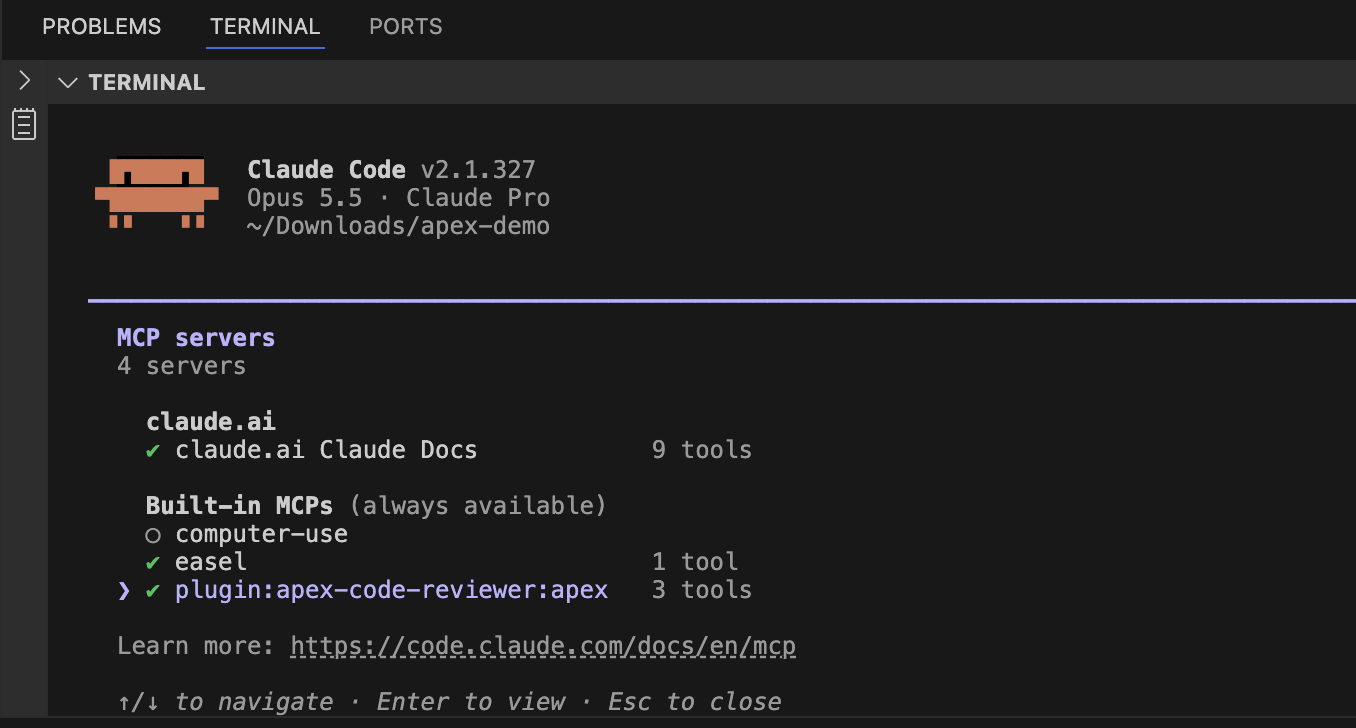 PROBLEMS TERMINAL PORTS
TERMINAL
Claude Code v2.1.327
Opus 5.5 · Claude Pro
~/Downloads/apex-demo
MCP servers
4 servers
claude.ai
✔ claude.ai Claude Docs 9 tools
Built-in MCPs (always available)
○ computer-use
✔ easel 1 tool
❯ ✔ plugin:apex-code-reviewer:apex 3 tools
Learn more: https://code.claude.com/docs/en/mcp
↑/↓ to navigate · Enter to view · Esc to close